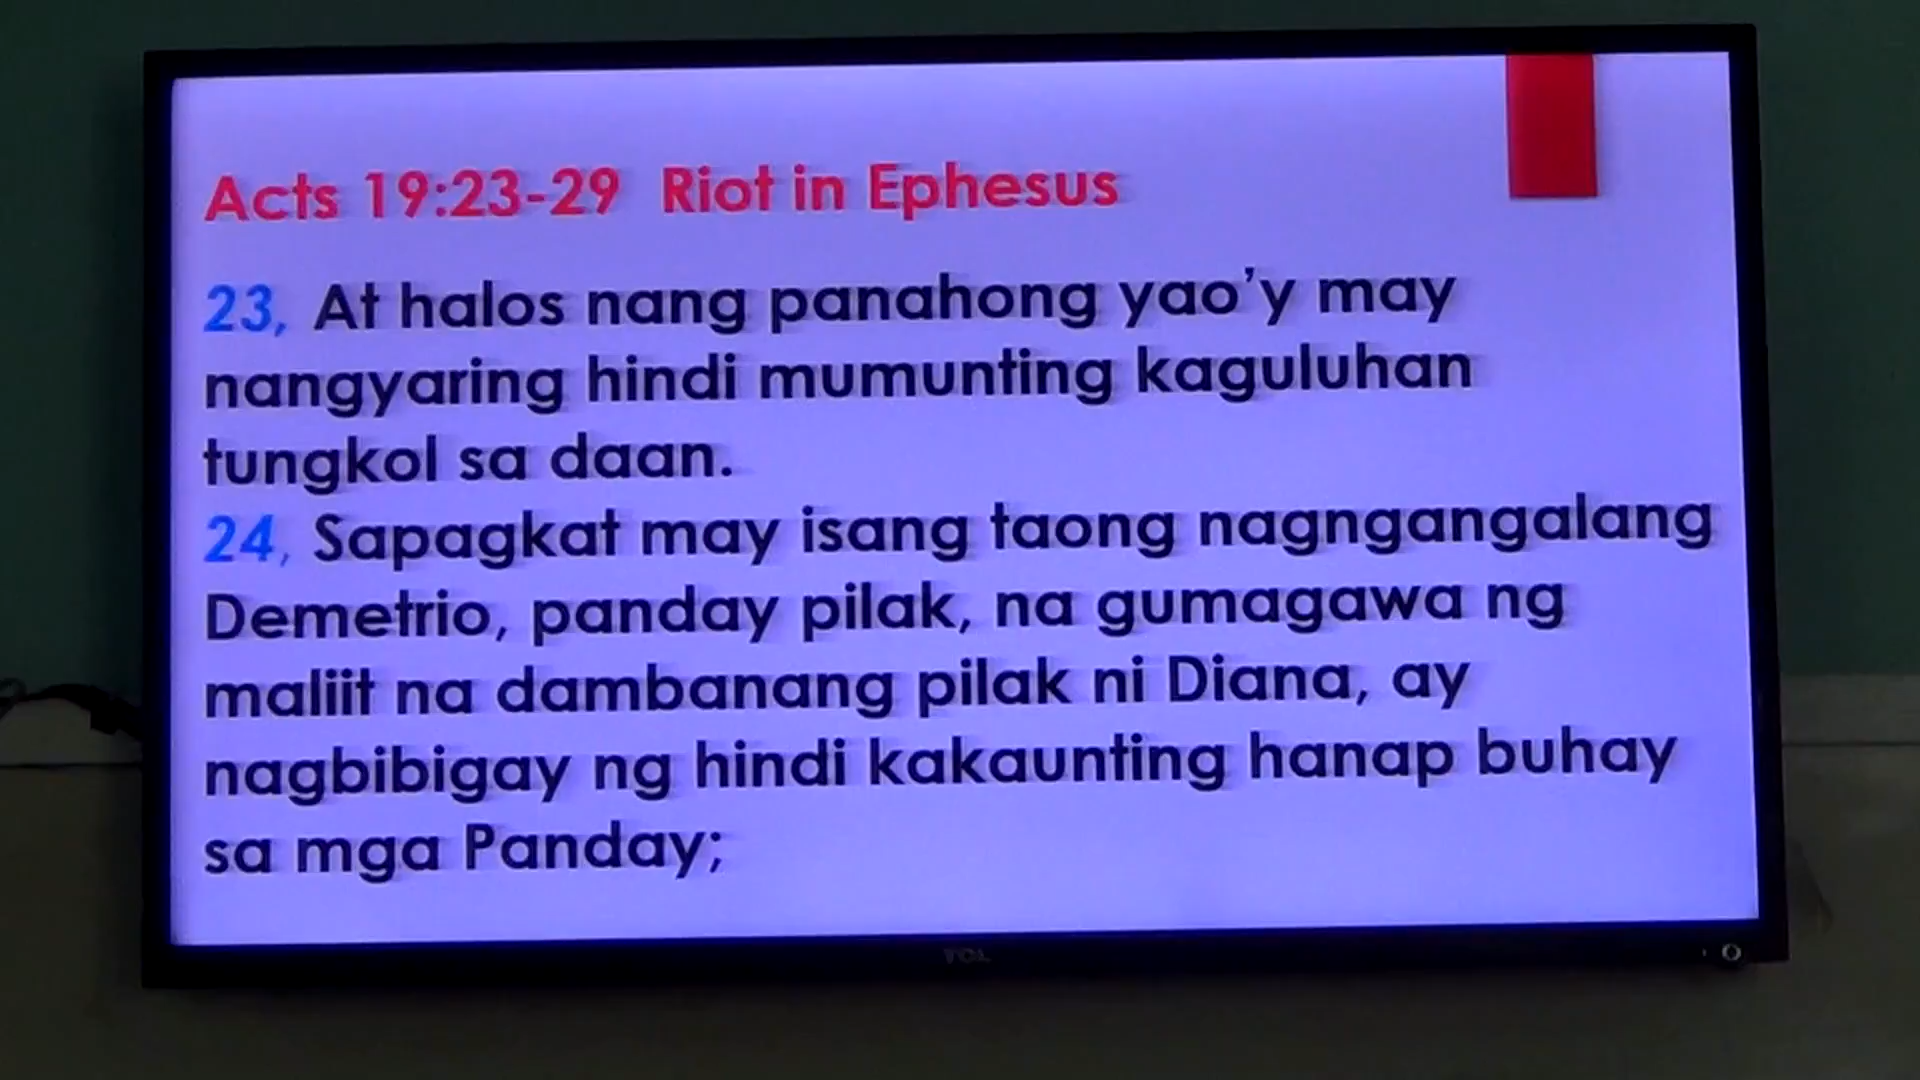 Acts 19:23-29 Riot in Ephesus
23, At halos nang panahong yao’y may
nangyaring hindi mumunting kaguluhan
tungkol sa daan.
24, Sapagkat may isang taong nagngangalang
Demetrio, panday pilak, na gumagawa ng
maliit na dambanang pilak ni Diana, ay
nagbibigay ng hindi kakaunting hanap buhay
sa mga Panday;
TCL